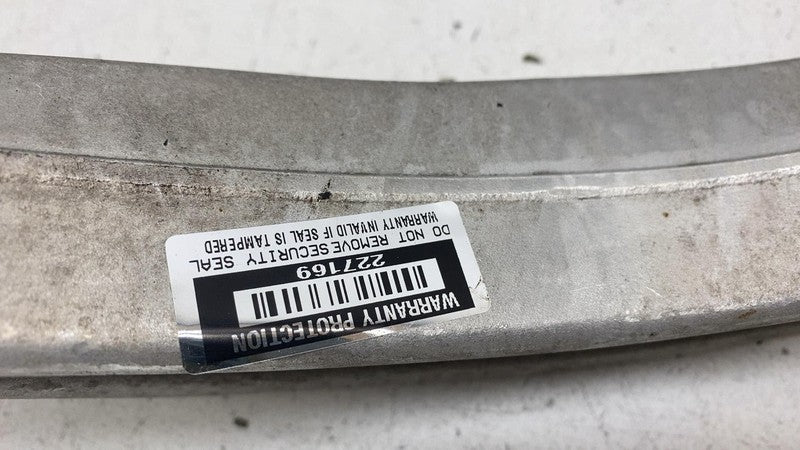 WARRANTY PROTECTION
227169
DO NOT REMOVE SECURITY SEAL
WARRANTY INVALID IF SEAL IS TAMPERED